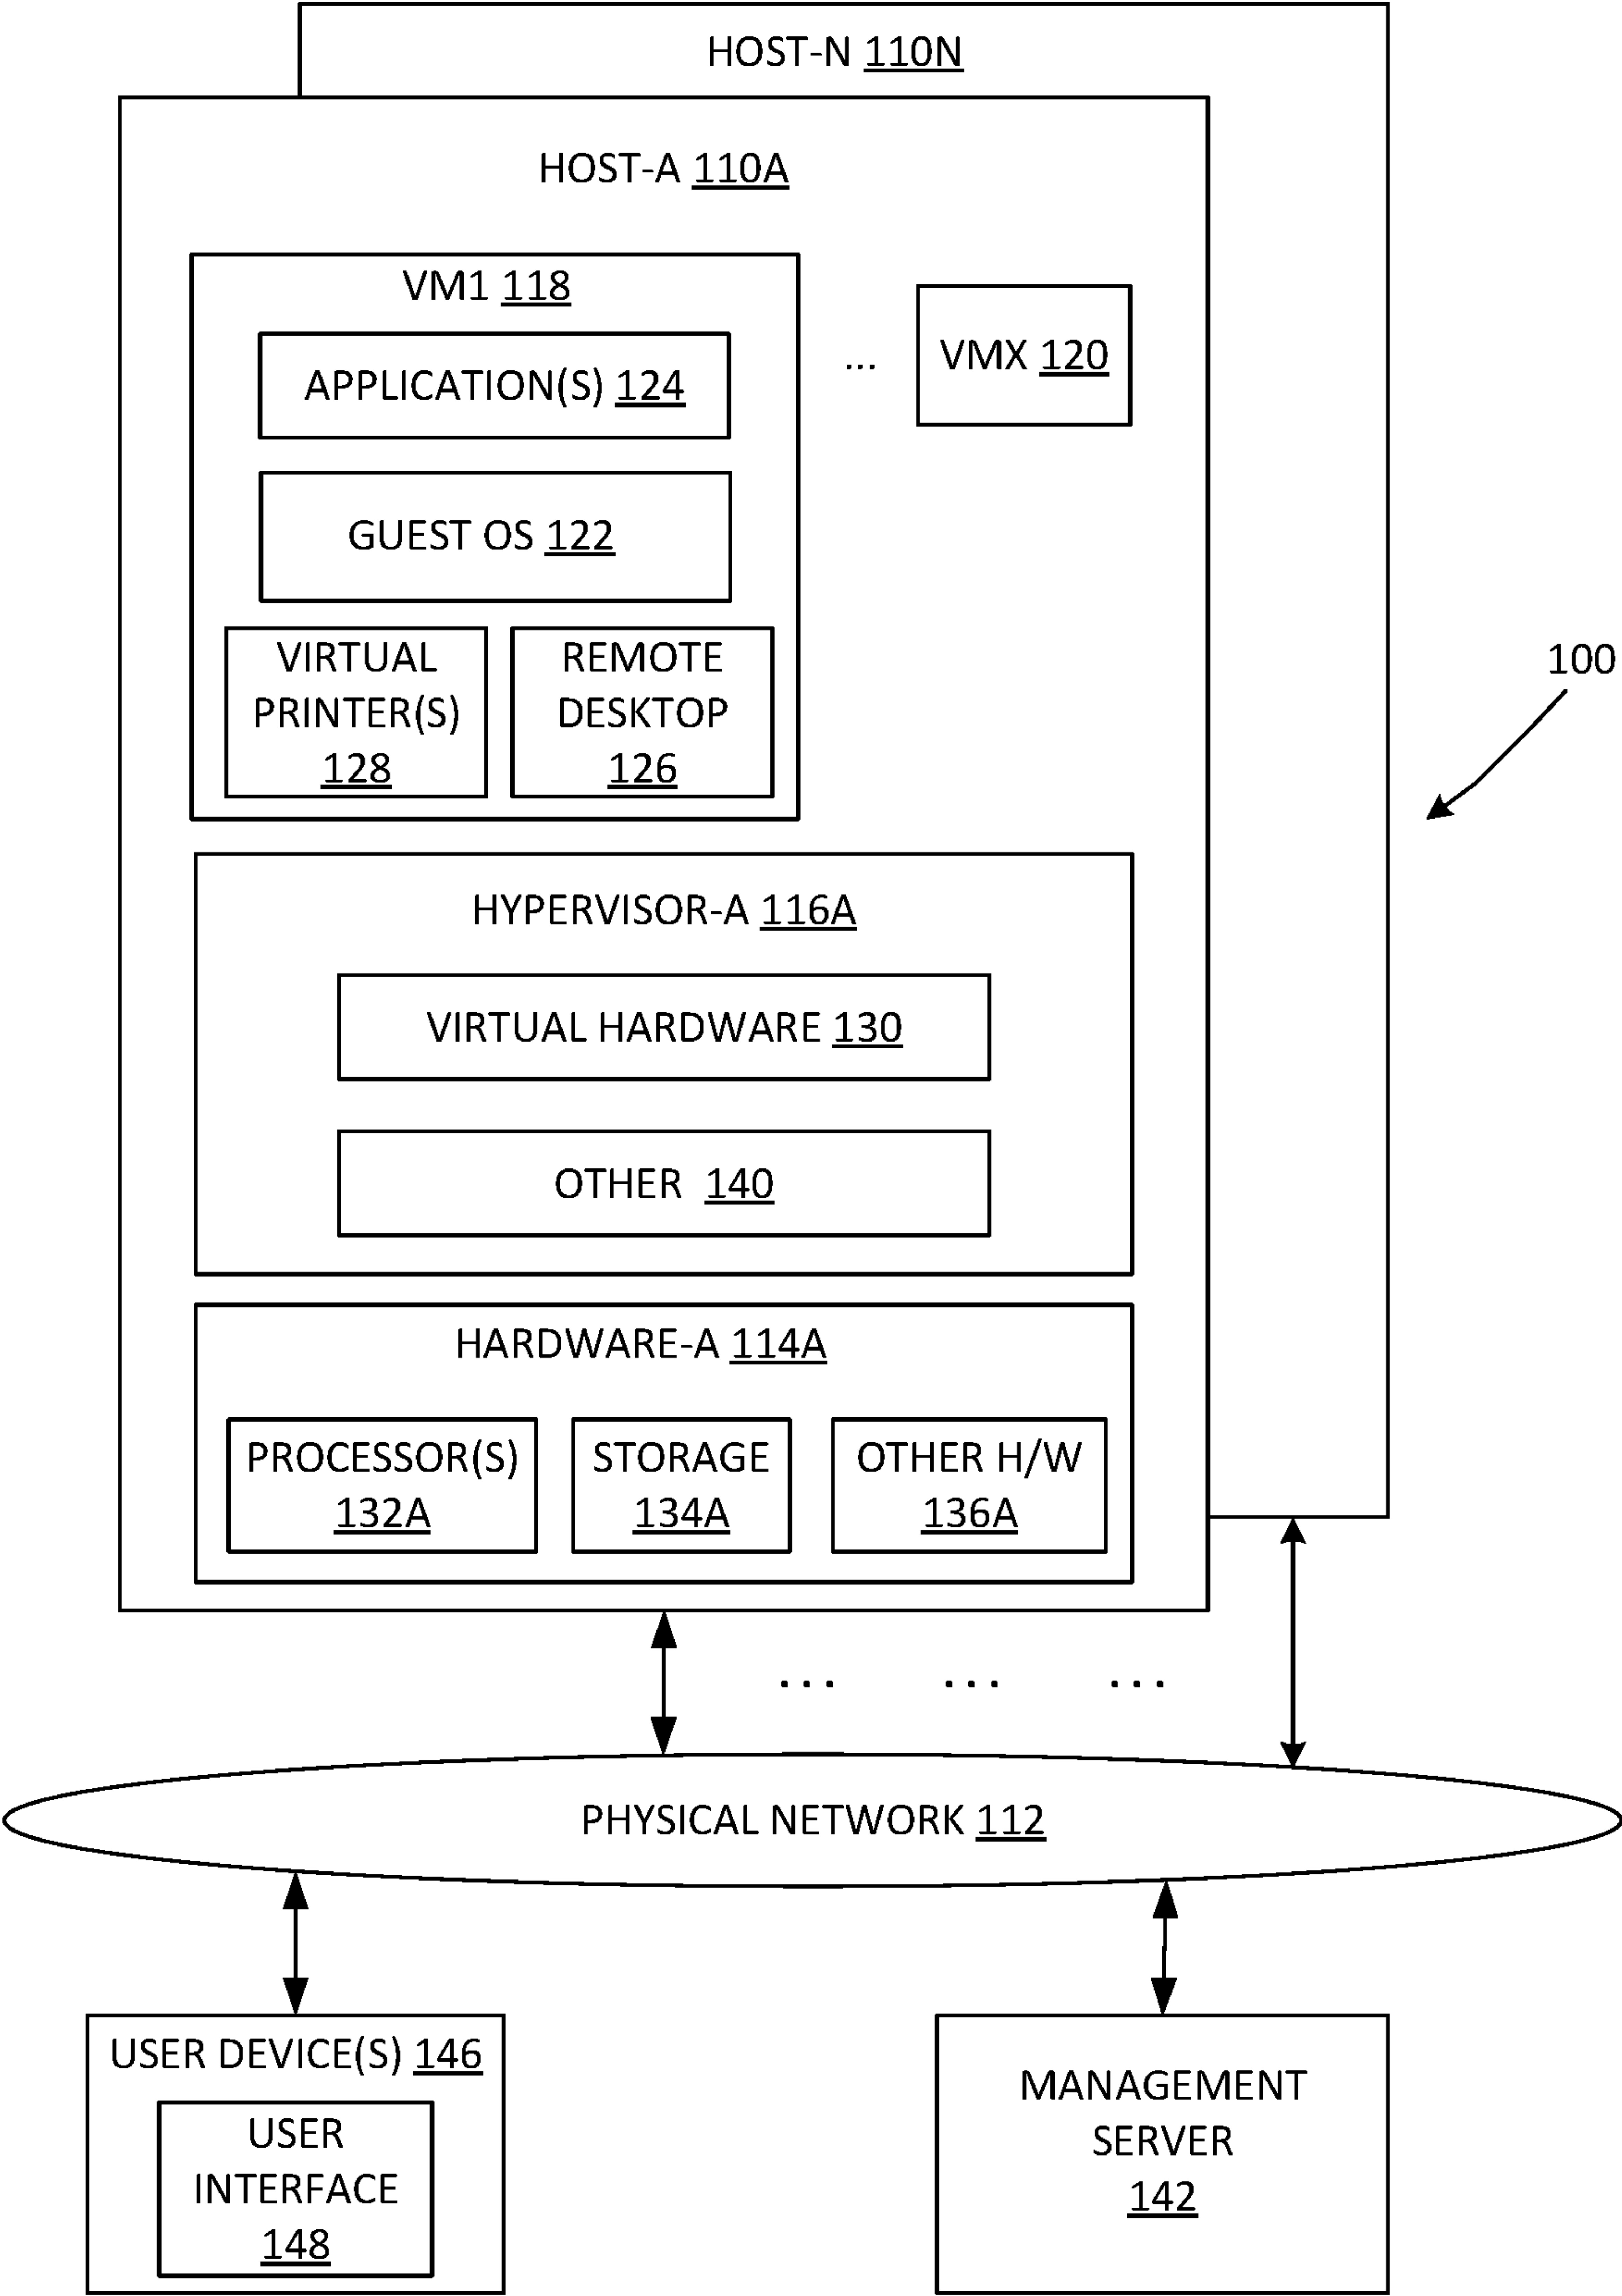 HOST-N 110N
HOST-A 110A
VM1 118
APPLICATION(S) 124
... VMX 120
GUEST OS 122
VIRTUAL
PRINTER(S)
128
REMOTE
DESKTOP
126
100
HYPERVISOR-A 116A
VIRTUAL HARDWARE 130
OTHER 140
HARDWARE-A 114A
PROCESSOR(S)
132A
STORAGE
134A
OTHER H/W
136A
... ... ...
PHYSICAL NETWORK 112
USER DEVICE(S) 146
USER
INTERFACE
148
MANAGEMENT
SERVER
142